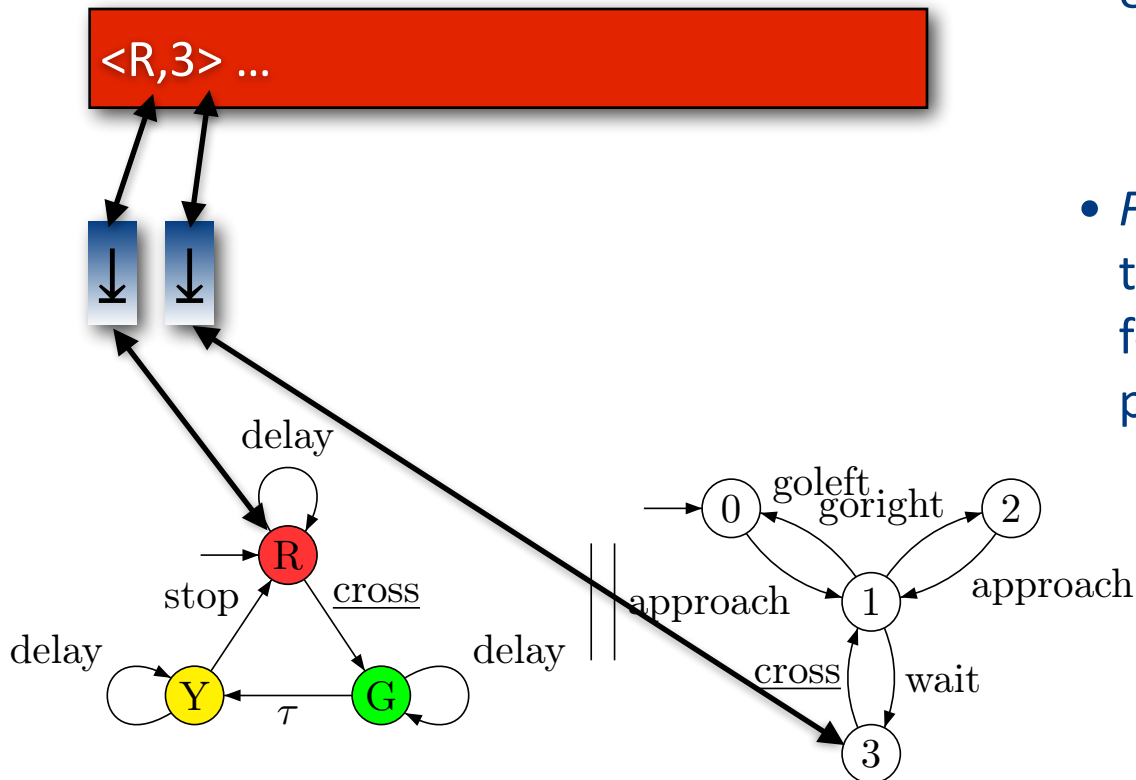 <R,3> ...
↓ ↓
delay
R
stop
cross
delay
Y
τ
G
delay
0
goleft
goright
2
approach
1
approach
cross
wait
3